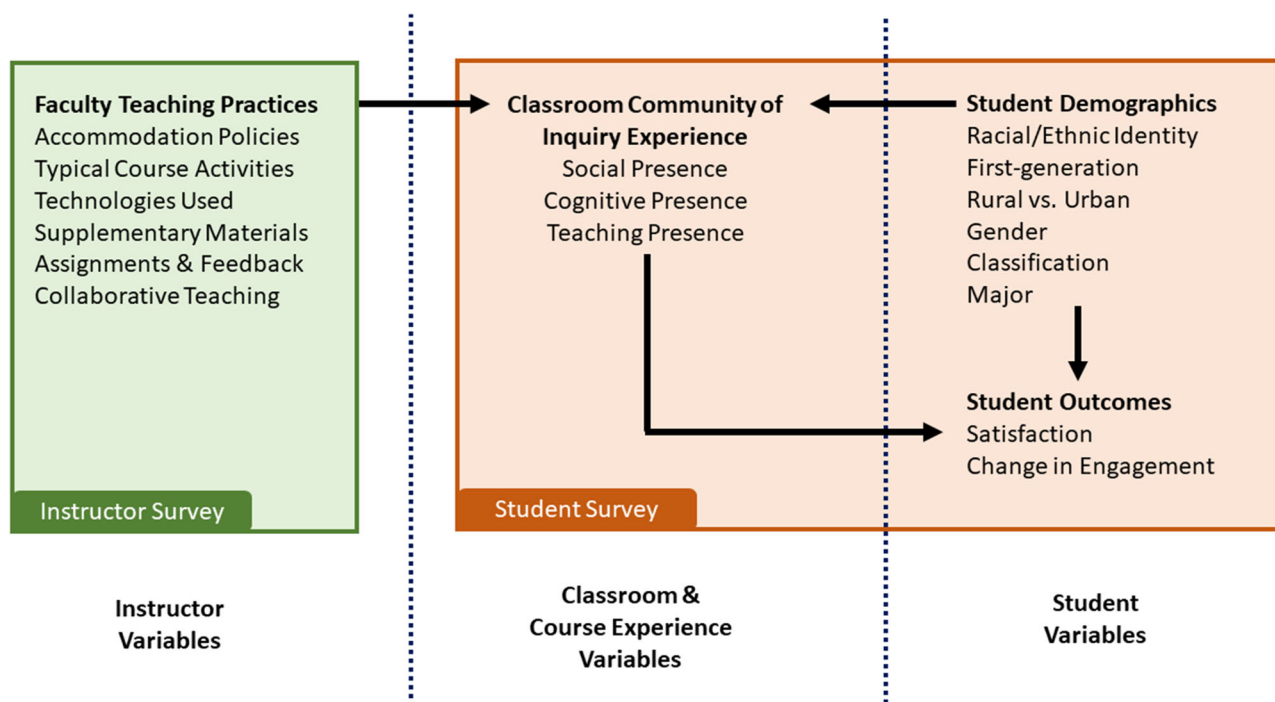 Faculty Teaching Practices
Accommodation Policies
Typical Course Activities
Technologies Used
Supplementary Materials
Assignments & Feedback
Collaborative Teaching
Instructor Survey
Classroom Community of
Inquiry Experience
Social Presence
Cognitive Presence
Teaching Presence
Student Survey
Student Demographics
Racial/Ethnic Identity
First-generation
Rural vs. Urban
Gender
Classification
Major
Student Outcomes
Satisfaction
Change in Engagement
Instructor
Variables
Classroom &
Course Experience
Variables
Student
Variables